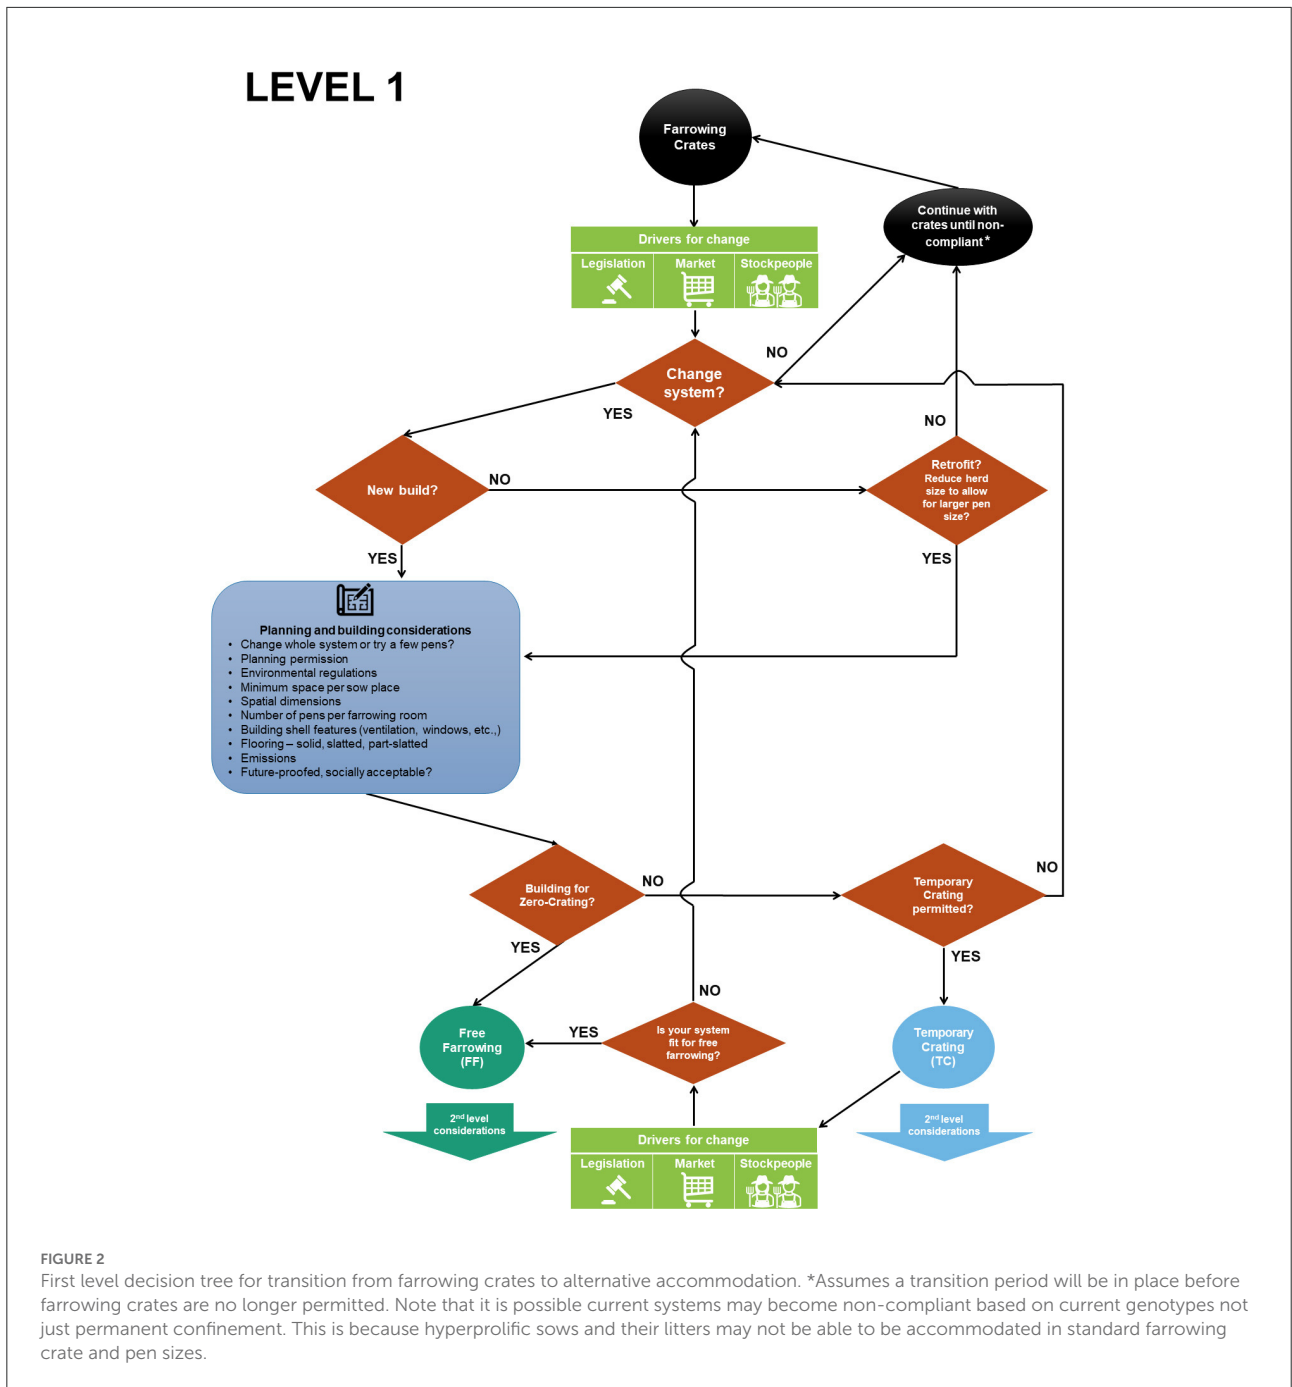 LEVEL 1
Farrowing
Crates
Continue with
crates until non-
compliant *
Drivers for change
Legislation Market Stockpeople
NO
Change
system?
YES
NO
New build?
NO
Retrofit?
Reduce herd
size to allow
for larger pen
size?
YES
YES
Planning and building considerations
• Change whole system or try a few pens?
• Planning permission
• Environmental regulations
• Minimum space per sow place
• Spatial dimensions
• Number of pens per farrowing room
• Building shell features (ventilation, windows, etc.,)
• Flooring – solid, slatted, part-slatted
• Emissions
• Future-proofed, socially acceptable?
Building for
Zero-Crating?
NO
Temporary
Crating
permitted?
NO
YES
YES
NO
Free
Farrowing
(FF)
YES
Is your system
fit for free
farrowing?
Temporary
Crating
(TC)
2nd level
considerations
2nd level
considerations
Drivers for change
Legislation Market Stockpeople
FIGURE 2
First level decision tree for transition from farrowing crates to alternative accommodation. *Assumes a transition period will be in place before
farrowing crates are no longer permitted. Note that it is possible current systems may become non-compliant based on current genotypes not
just permanent confinement. This is because hyperprolific sows and their litters may not be able to be accommodated in standard farrowing
crate and pen sizes.